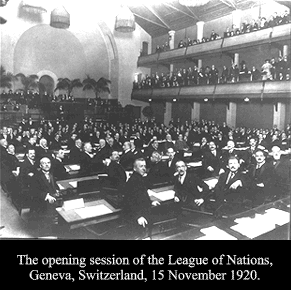 The opening session of the League of Nations,
Geneva, Switzerland, 15 November 1920.